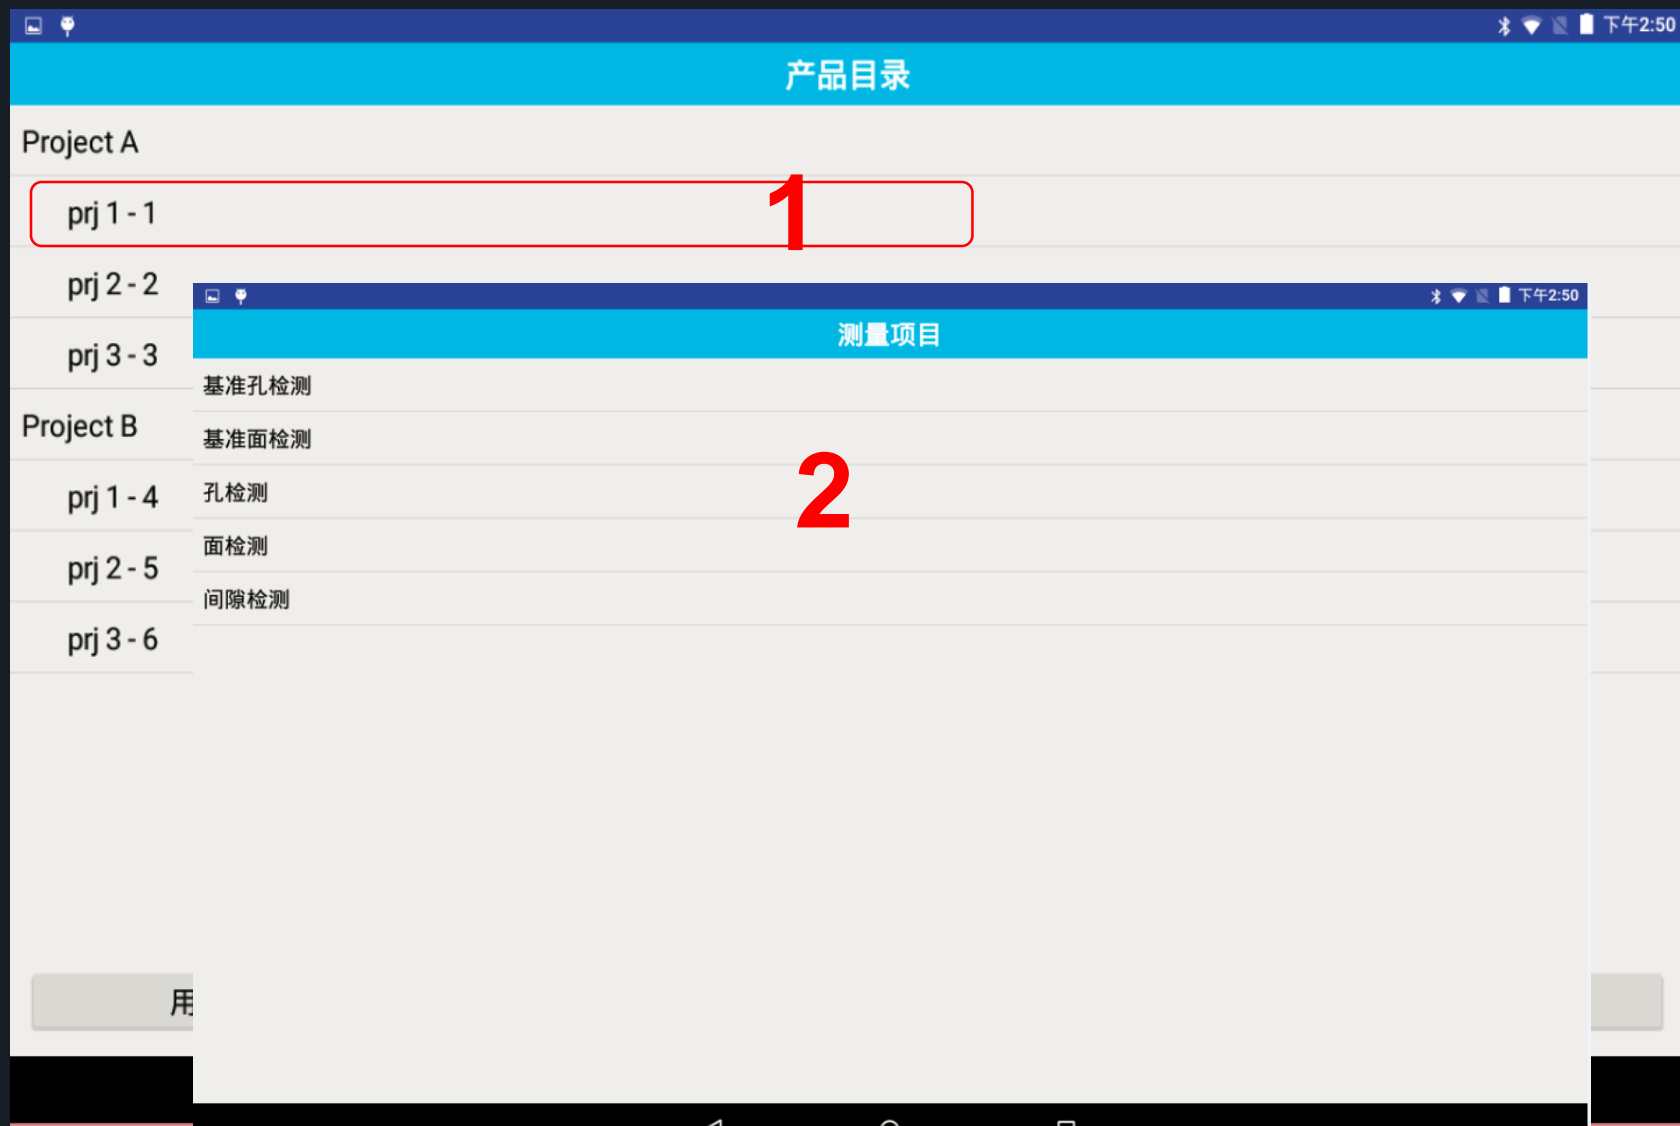 下午2:50
产品目录
Project A
prj 1 - 1
1
prj 2 - 2
prj 3 - 3
Project B
prj 1 - 4
prj 2 - 5
prj 3 - 6
用
下午2:50
测量项目
基准孔检测
基准面检测
2
孔检测
面检测
间隙检测